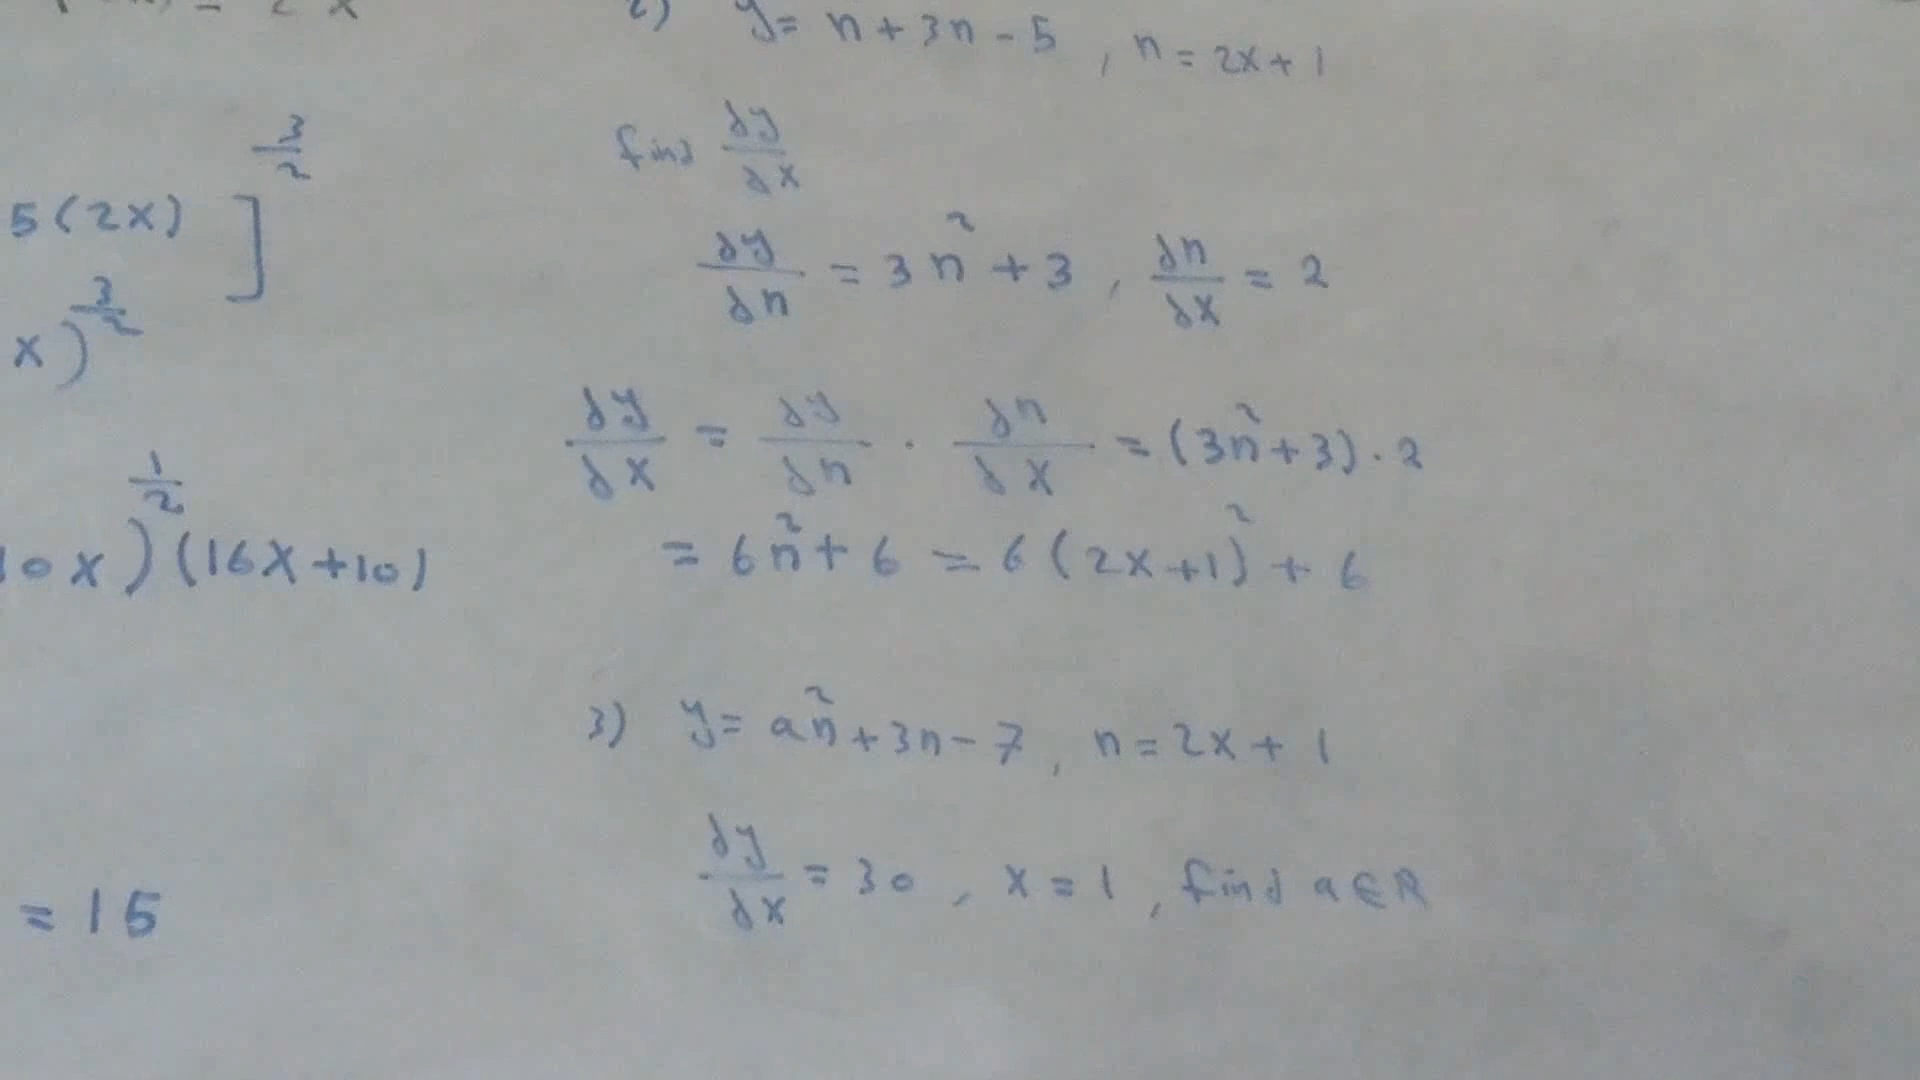 2) y = n + 3n - 5 , n = 2x + 1
find dy/dx
dy/dn = 3n² + 3 , dn/dx = 2
dy/dx = dy/dn · dn/dx = (3n² + 3) · 2
= 6n² + 6 = 6(2x + 1)² + 6
3) y = an² + 3n - 7 , n = 2x + 1
dy/dx = 30 , x = 1 , find a ∈ R
5(2x) ]^(3/2)
x)^(3/2)
10x)^(1/2) (16x + 10)
= 15